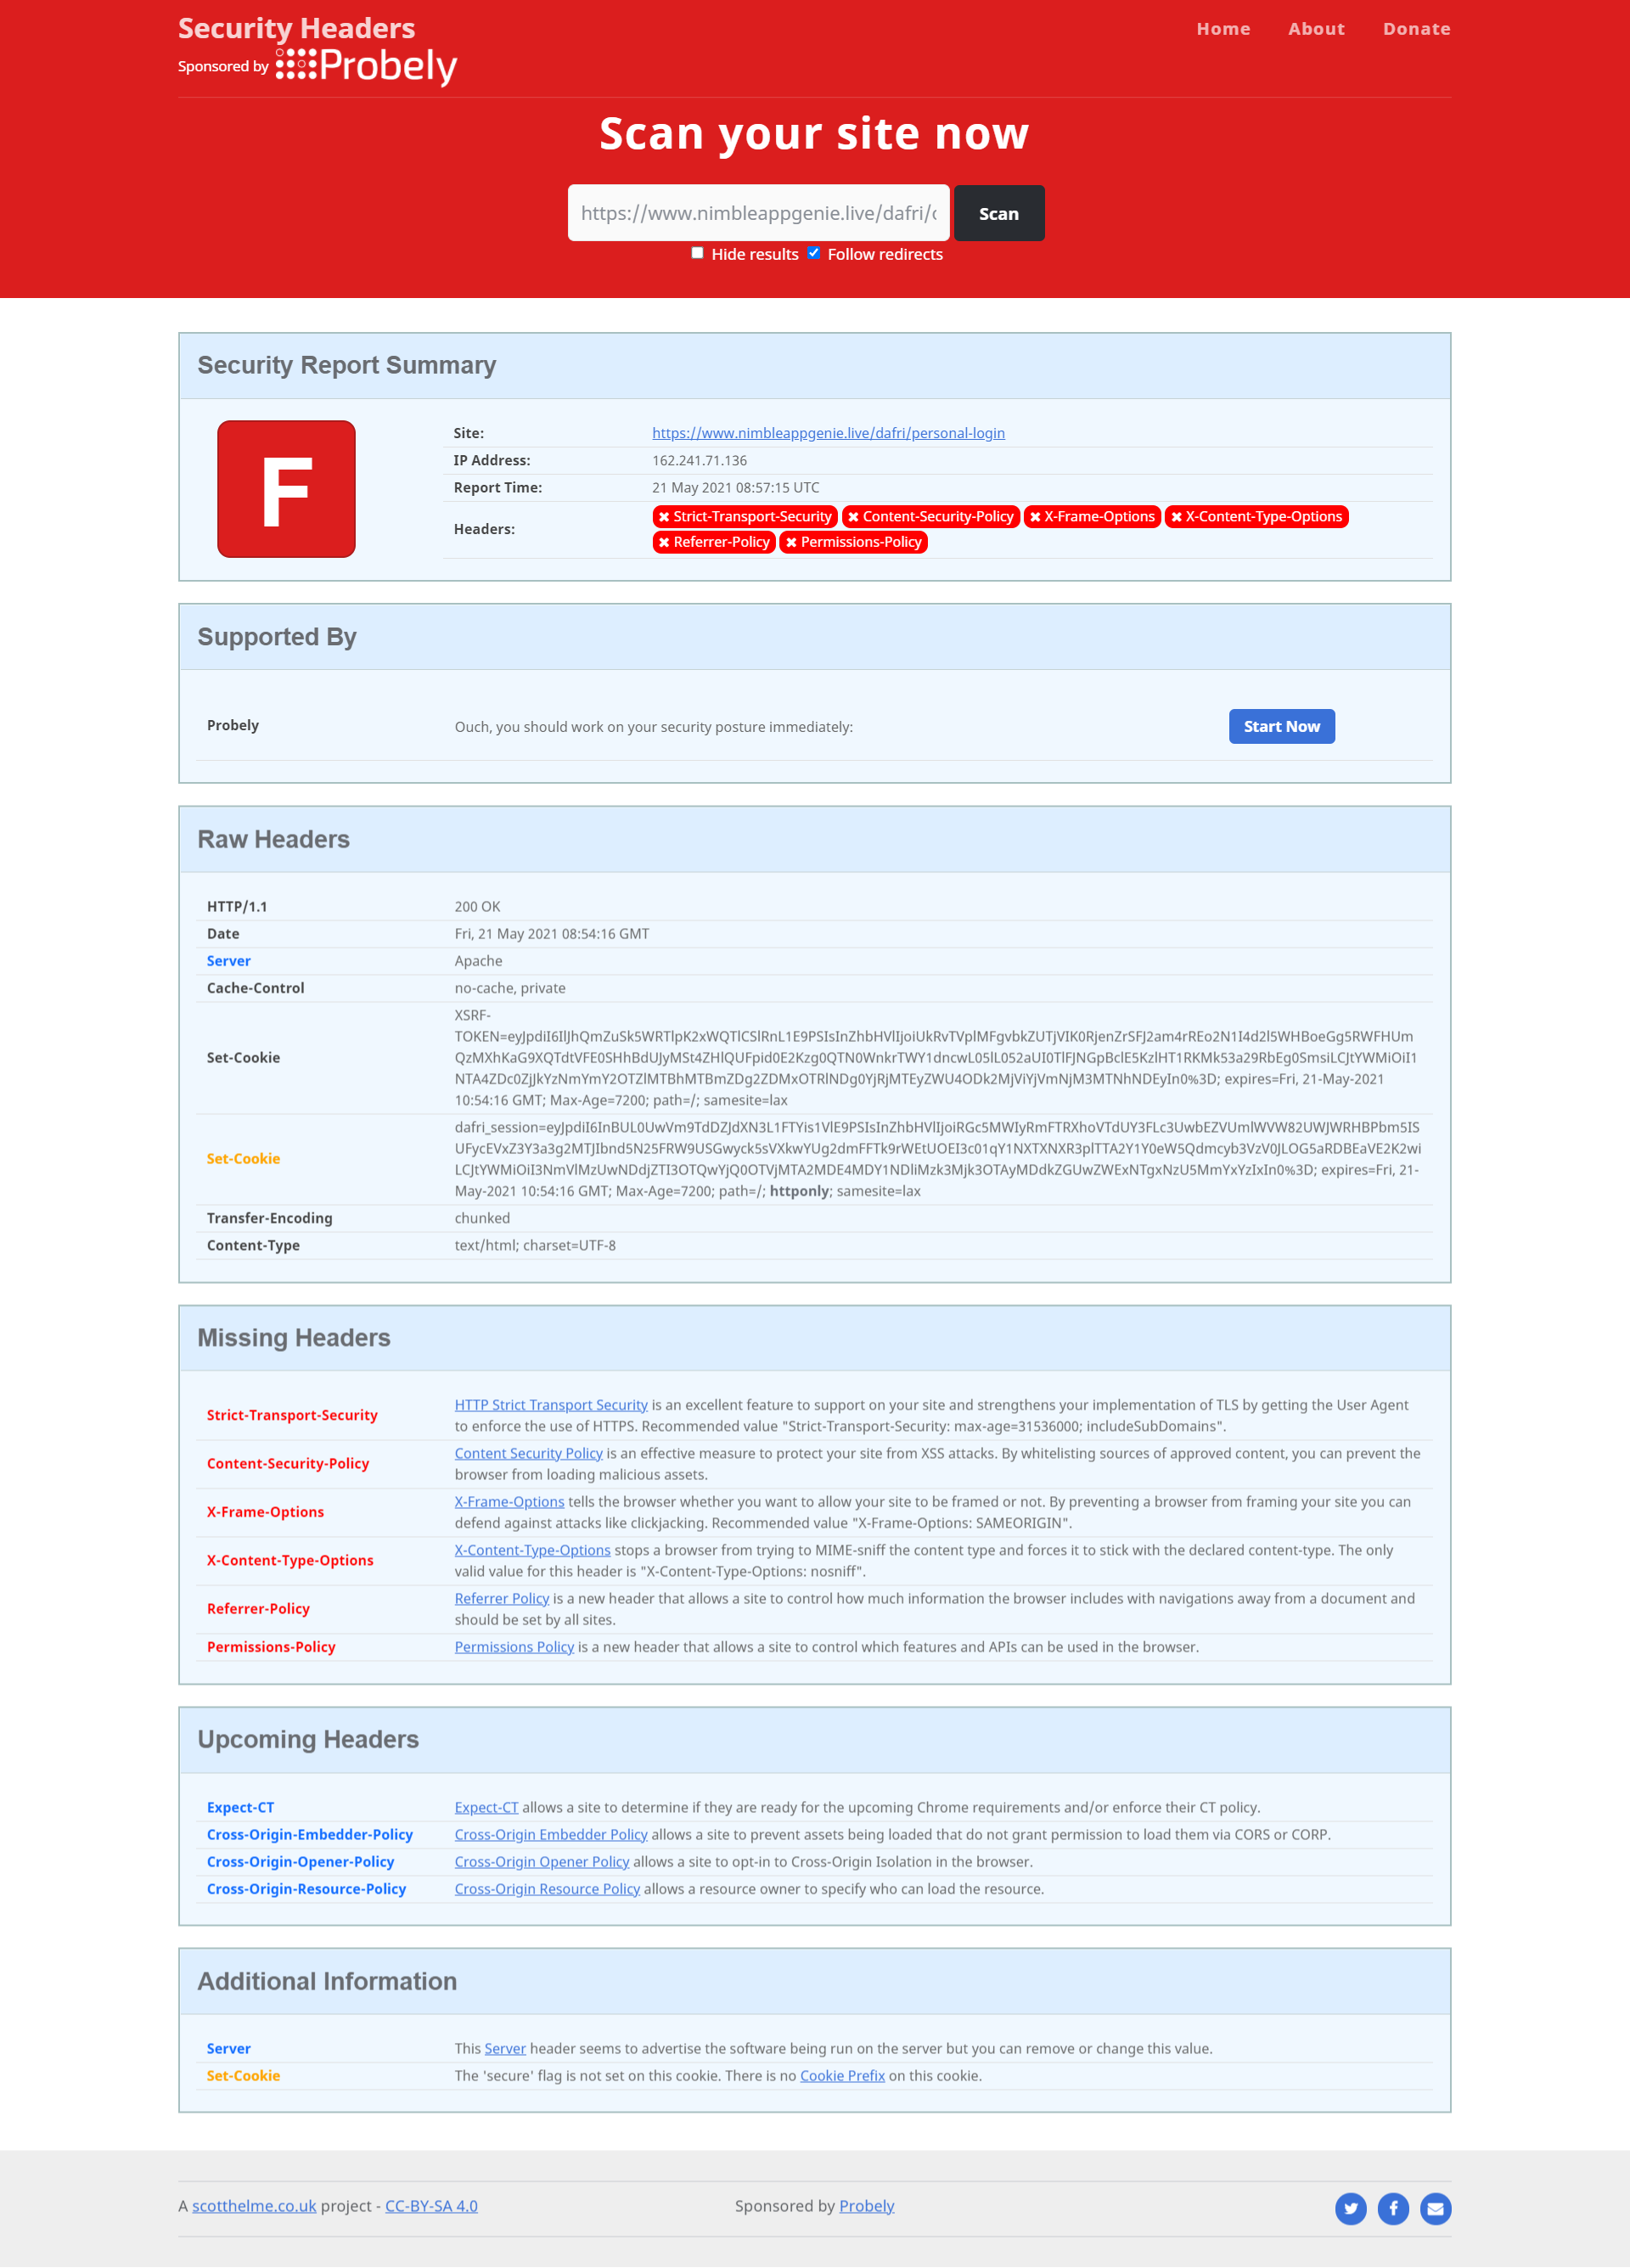 Security Headers
Home About Donate
Sponsored by Probely
Scan your site now
https://www.nimbleappgenie.live/dafri/c
Scan
Hide results Follow redirects
Security Report Summary
F
Site: https://www.nimbleappgenie.live/dafri/personal-login
IP Address: 162.241.71.136
Report Time: 21 May 2021 08:57:15 UTC
Headers: ✖ Strict-Transport-Security ✖ Content-Security-Policy ✖ X-Frame-Options ✖ X-Content-Type-Options
✖ Referrer-Policy ✖ Permissions-Policy
Supported By
Probely Ouch, you should work on your security posture immediately: Start Now
Raw Headers
HTTP/1.1 200 OK
Date Fri, 21 May 2021 08:54:16 GMT
Server Apache
Cache-Control no-cache, private
Set-Cookie XSRF-
10:54:16 GMT; Max-Age=7200; path=/; samesite=lax
Set-Cookie
May-2021 10:54:16 GMT; Max-Age=7200; path=/; httponly; samesite=lax
Transfer-Encoding chunked
Content-Type text/html; charset=UTF-8
Missing Headers
Strict-Transport-Security HTTP Strict Transport Security is an excellent feature to support on your site and strengthens your implementation of TLS by getting the User Agent
to enforce the use of HTTPS. Recommended value "Strict-Transport-Security: max-age=31536000; includeSubDomains".
Content-Security-Policy Content Security Policy is an effective measure to protect your site from XSS attacks. By whitelisting sources of approved content, you can prevent the
browser from loading malicious assets.
X-Frame-Options X-Frame-Options tells the browser whether you want to allow your site to be framed or not. By preventing a browser from framing your site you can
defend against attacks like clickjacking. Recommended value "X-Frame-Options: SAMEORIGIN".
X-Content-Type-Options X-Content-Type-Options stops a browser from trying to MIME-sniff the content type and forces it to stick with the declared content-type. The only
valid value for this header is "X-Content-Type-Options: nosniff".
Referrer-Policy Referrer Policy is a new header that allows a site to control how much information the browser includes with navigations away from a document and
should be set by all sites.
Permissions-Policy Permissions Policy is a new header that allows a site to control which features and APIs can be used in the browser.
Upcoming Headers
Expect-CT Expect-CT allows a site to determine if they are ready for the upcoming Chrome requirements and/or enforce their CT policy.
Cross-Origin-Embedder-Policy Cross-Origin Embedder Policy allows a site to prevent assets being loaded that do not grant permission to load them via CORS or CORP.
Cross-Origin-Opener-Policy Cross-Origin Opener Policy allows a site to opt-in to Cross-Origin Isolation in the browser.
Cross-Origin-Resource-Policy Cross-Origin Resource Policy allows a resource owner to specify who can load the resource.
Additional Information
Server This Server header seems to advertise the software being run on the server but you can remove or change this value.
Set-Cookie The 'secure' flag is not set on this cookie. There is no Cookie Prefix on this cookie.
A scotthelme.co.uk project - CC-BY-SA 4.0 Sponsored by Probely